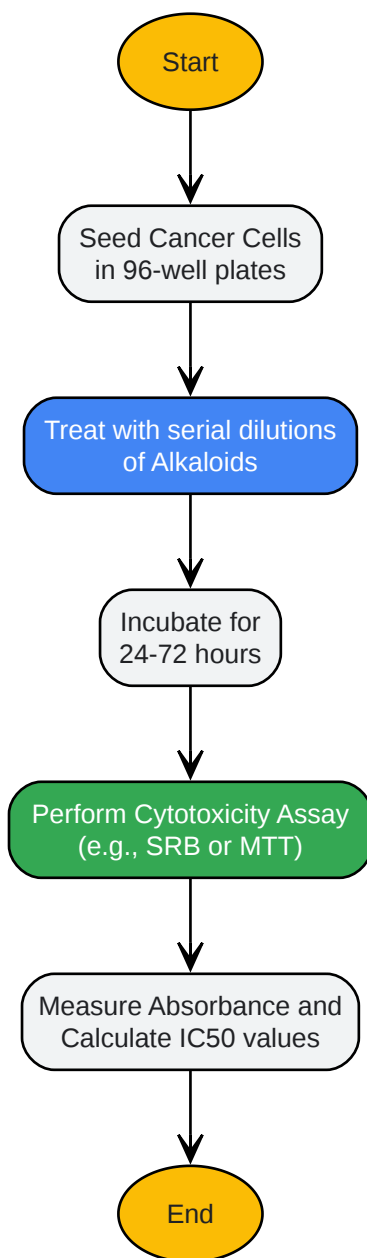 Start
Seed Cancer Cells
in 96-well plates
Treat with serial dilutions
of Alkaloids
Incubate for
24-72 hours
Perform Cytotoxicity Assay
(e.g., SRB or MTT)
Measure Absorbance and
Calculate IC50 values
End